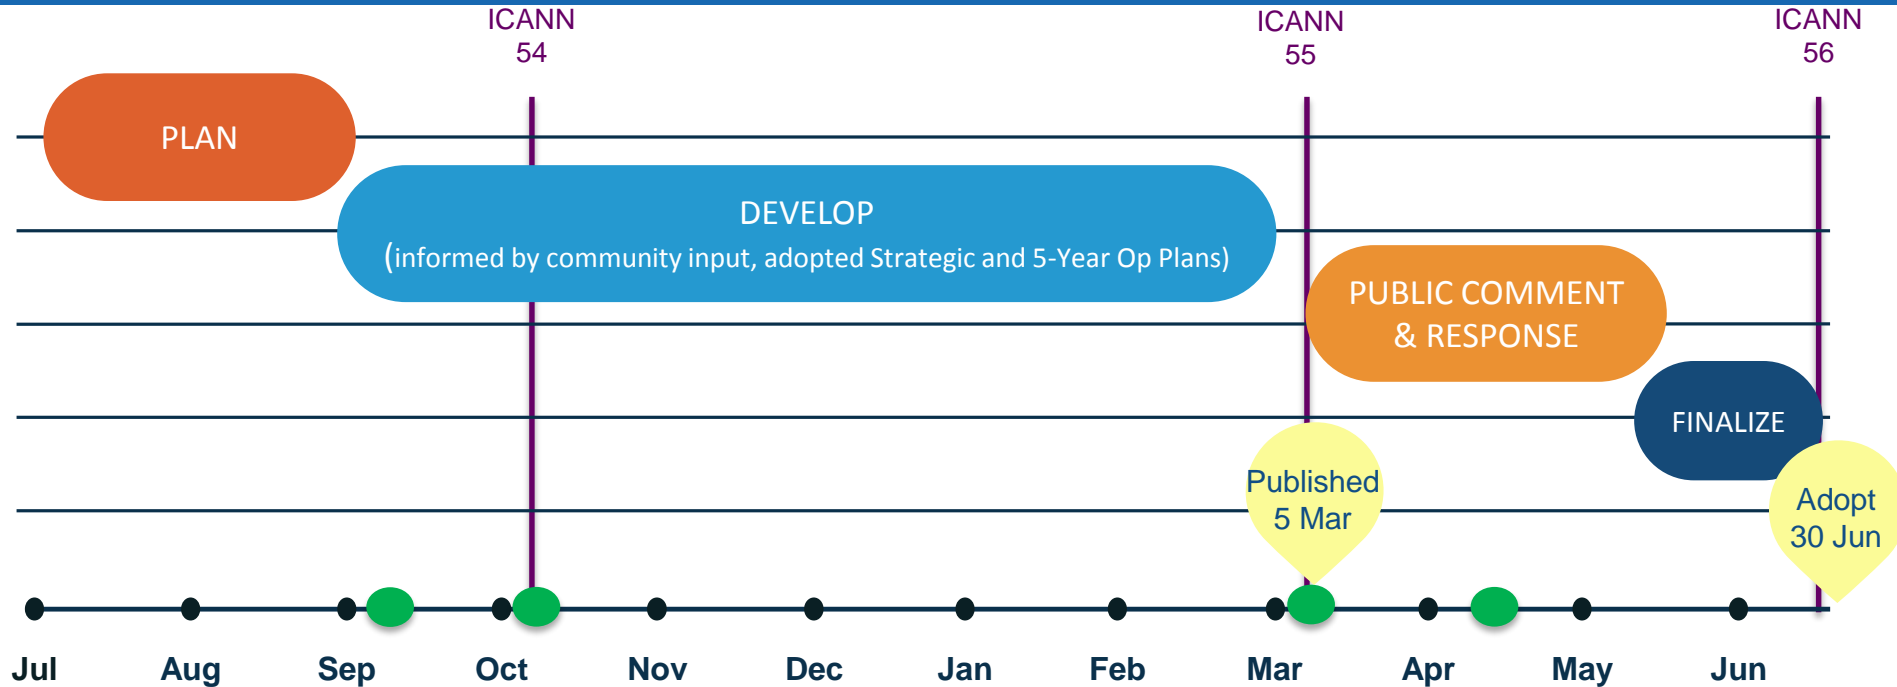 ICANN
54
ICANN
55
ICANN
56
PLAN
DEVELOP
(informed by community input, adopted Strategic and 5-Year Op Plans)
PUBLIC COMMENT
& RESPONSE
FINALIZE
Published
5 Mar
Adopt
30 Jun
Jul Aug Sep Oct Nov Dec Jan Feb Mar Apr May Jun